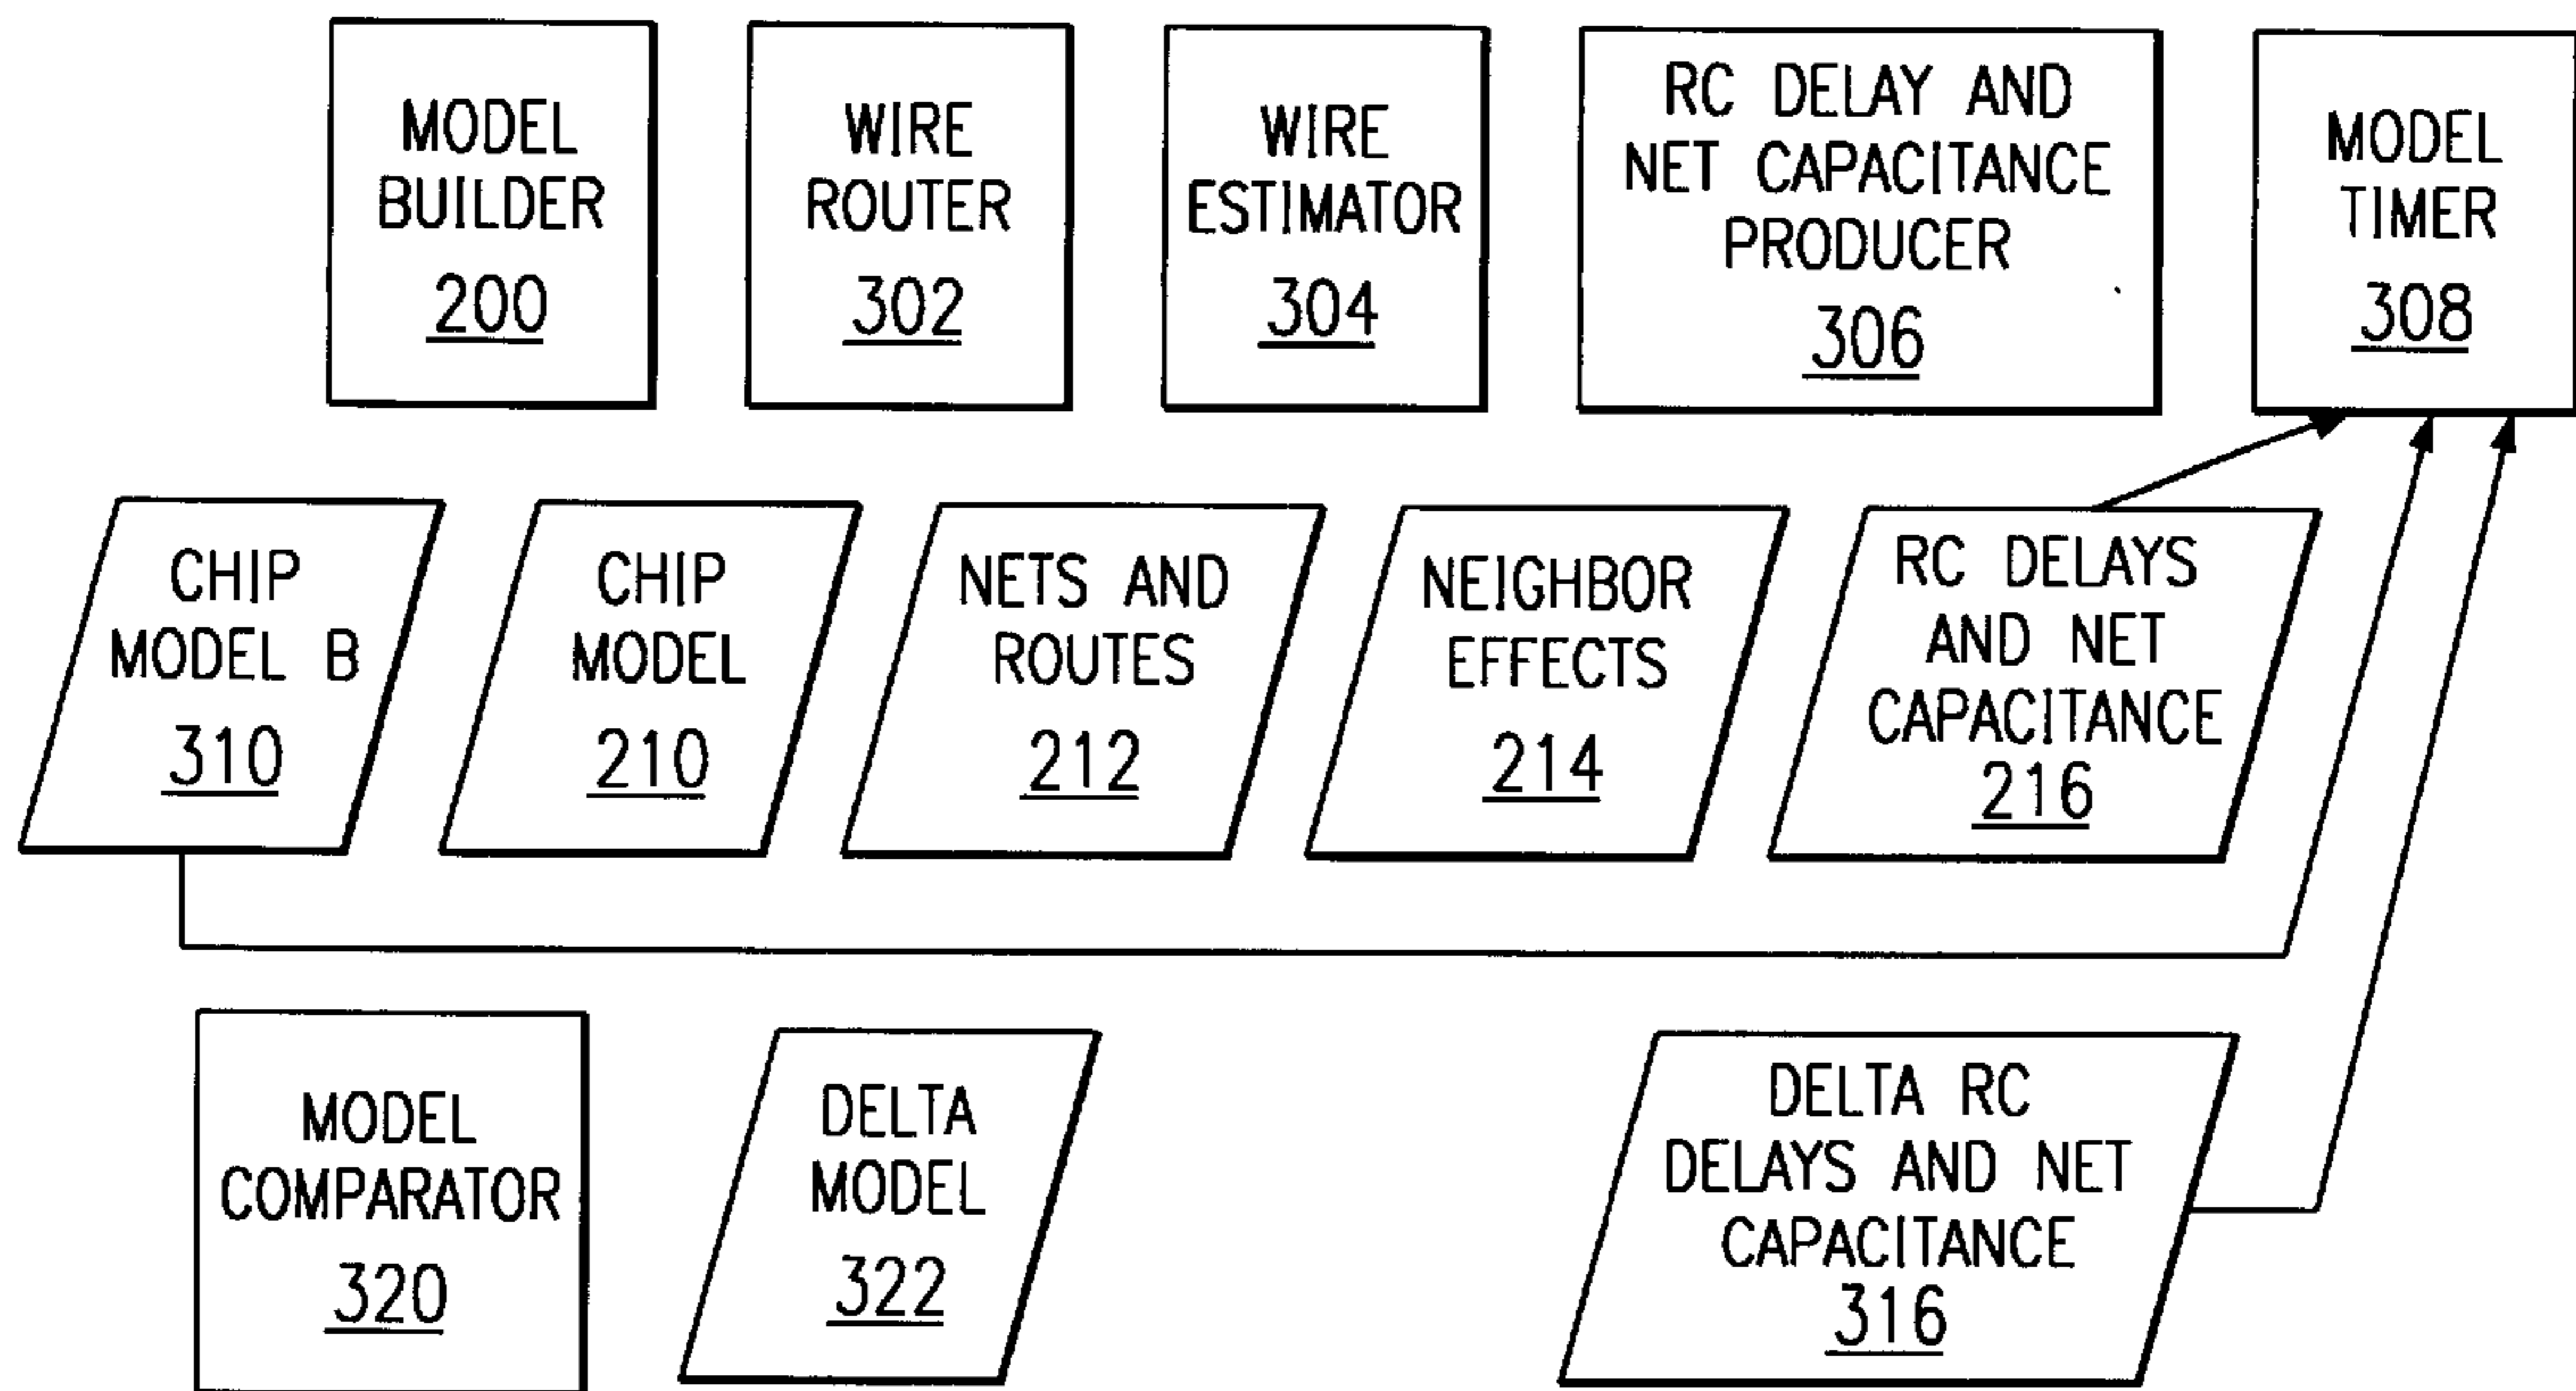 MODEL
BUILDER
200
WIRE
ROUTER
302
WIRE
ESTIMATOR
304
RC DELAY AND
NET CAPACITANCE
PRODUCER
306
MODEL
TIMER
308
CHIP
MODEL B
310
CHIP
MODEL
210
NETS AND
ROUTES
212
NEIGHBOR
EFFECTS
214
RC DELAYS
AND NET
CAPACITANCE
216
MODEL
COMPARATOR
320
DELTA
MODEL
322
DELTA RC
DELAYS AND NET
CAPACITANCE
316